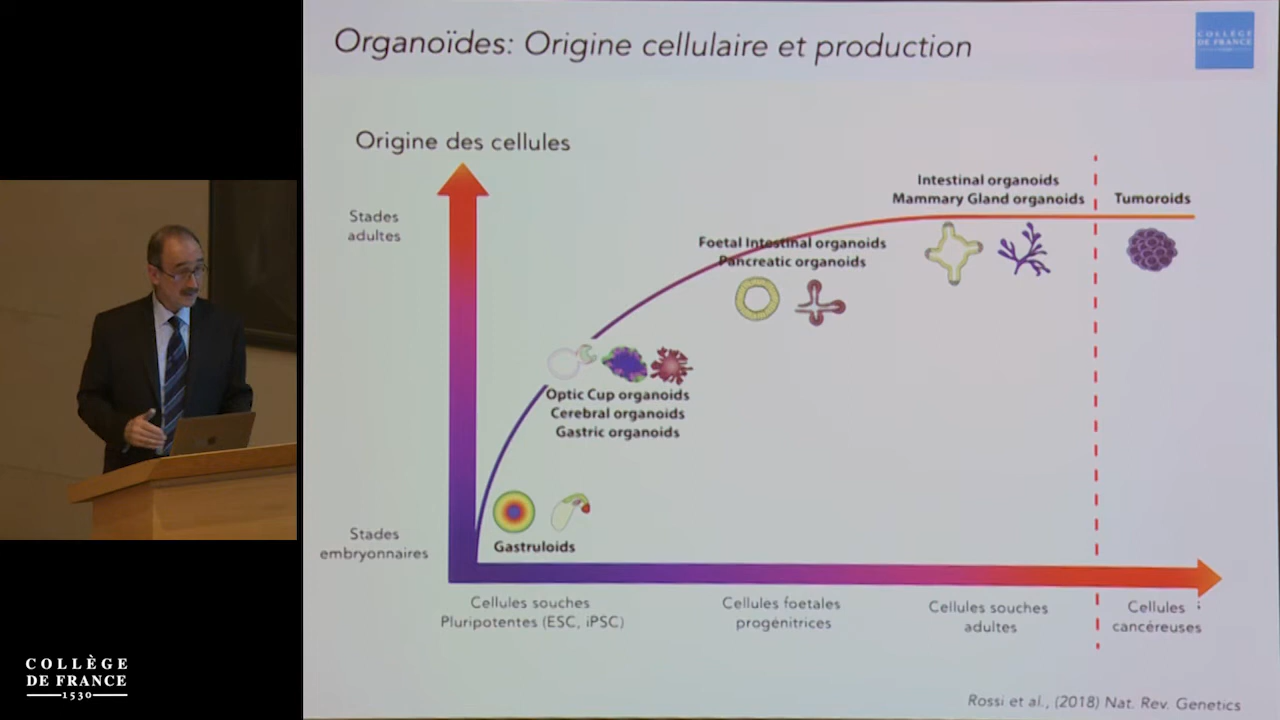 Organoïdes: Origine cellulaire et production
COLLÈGE
DE FRANCE
1530
Origine des cellules
Stades
adultes
Intestinal organoids
Mammary Gland organoids
Tumoroids
Foetal Intestinal organoids
Pancreatic organoids
Optic Cup organoids
Cerebral organoids
Gastric organoids
Stades
embryonnaires
Gastruloids
Cellules souches
Pluripotentes (ESC, iPSC)
Cellules foetales
progénitrices
Cellules souches
adultes
Cellules
cancéreuses
Rossi et al., (2018) Nat. Rev. Genetics
COLLÈGE
DE FRANCE
1530